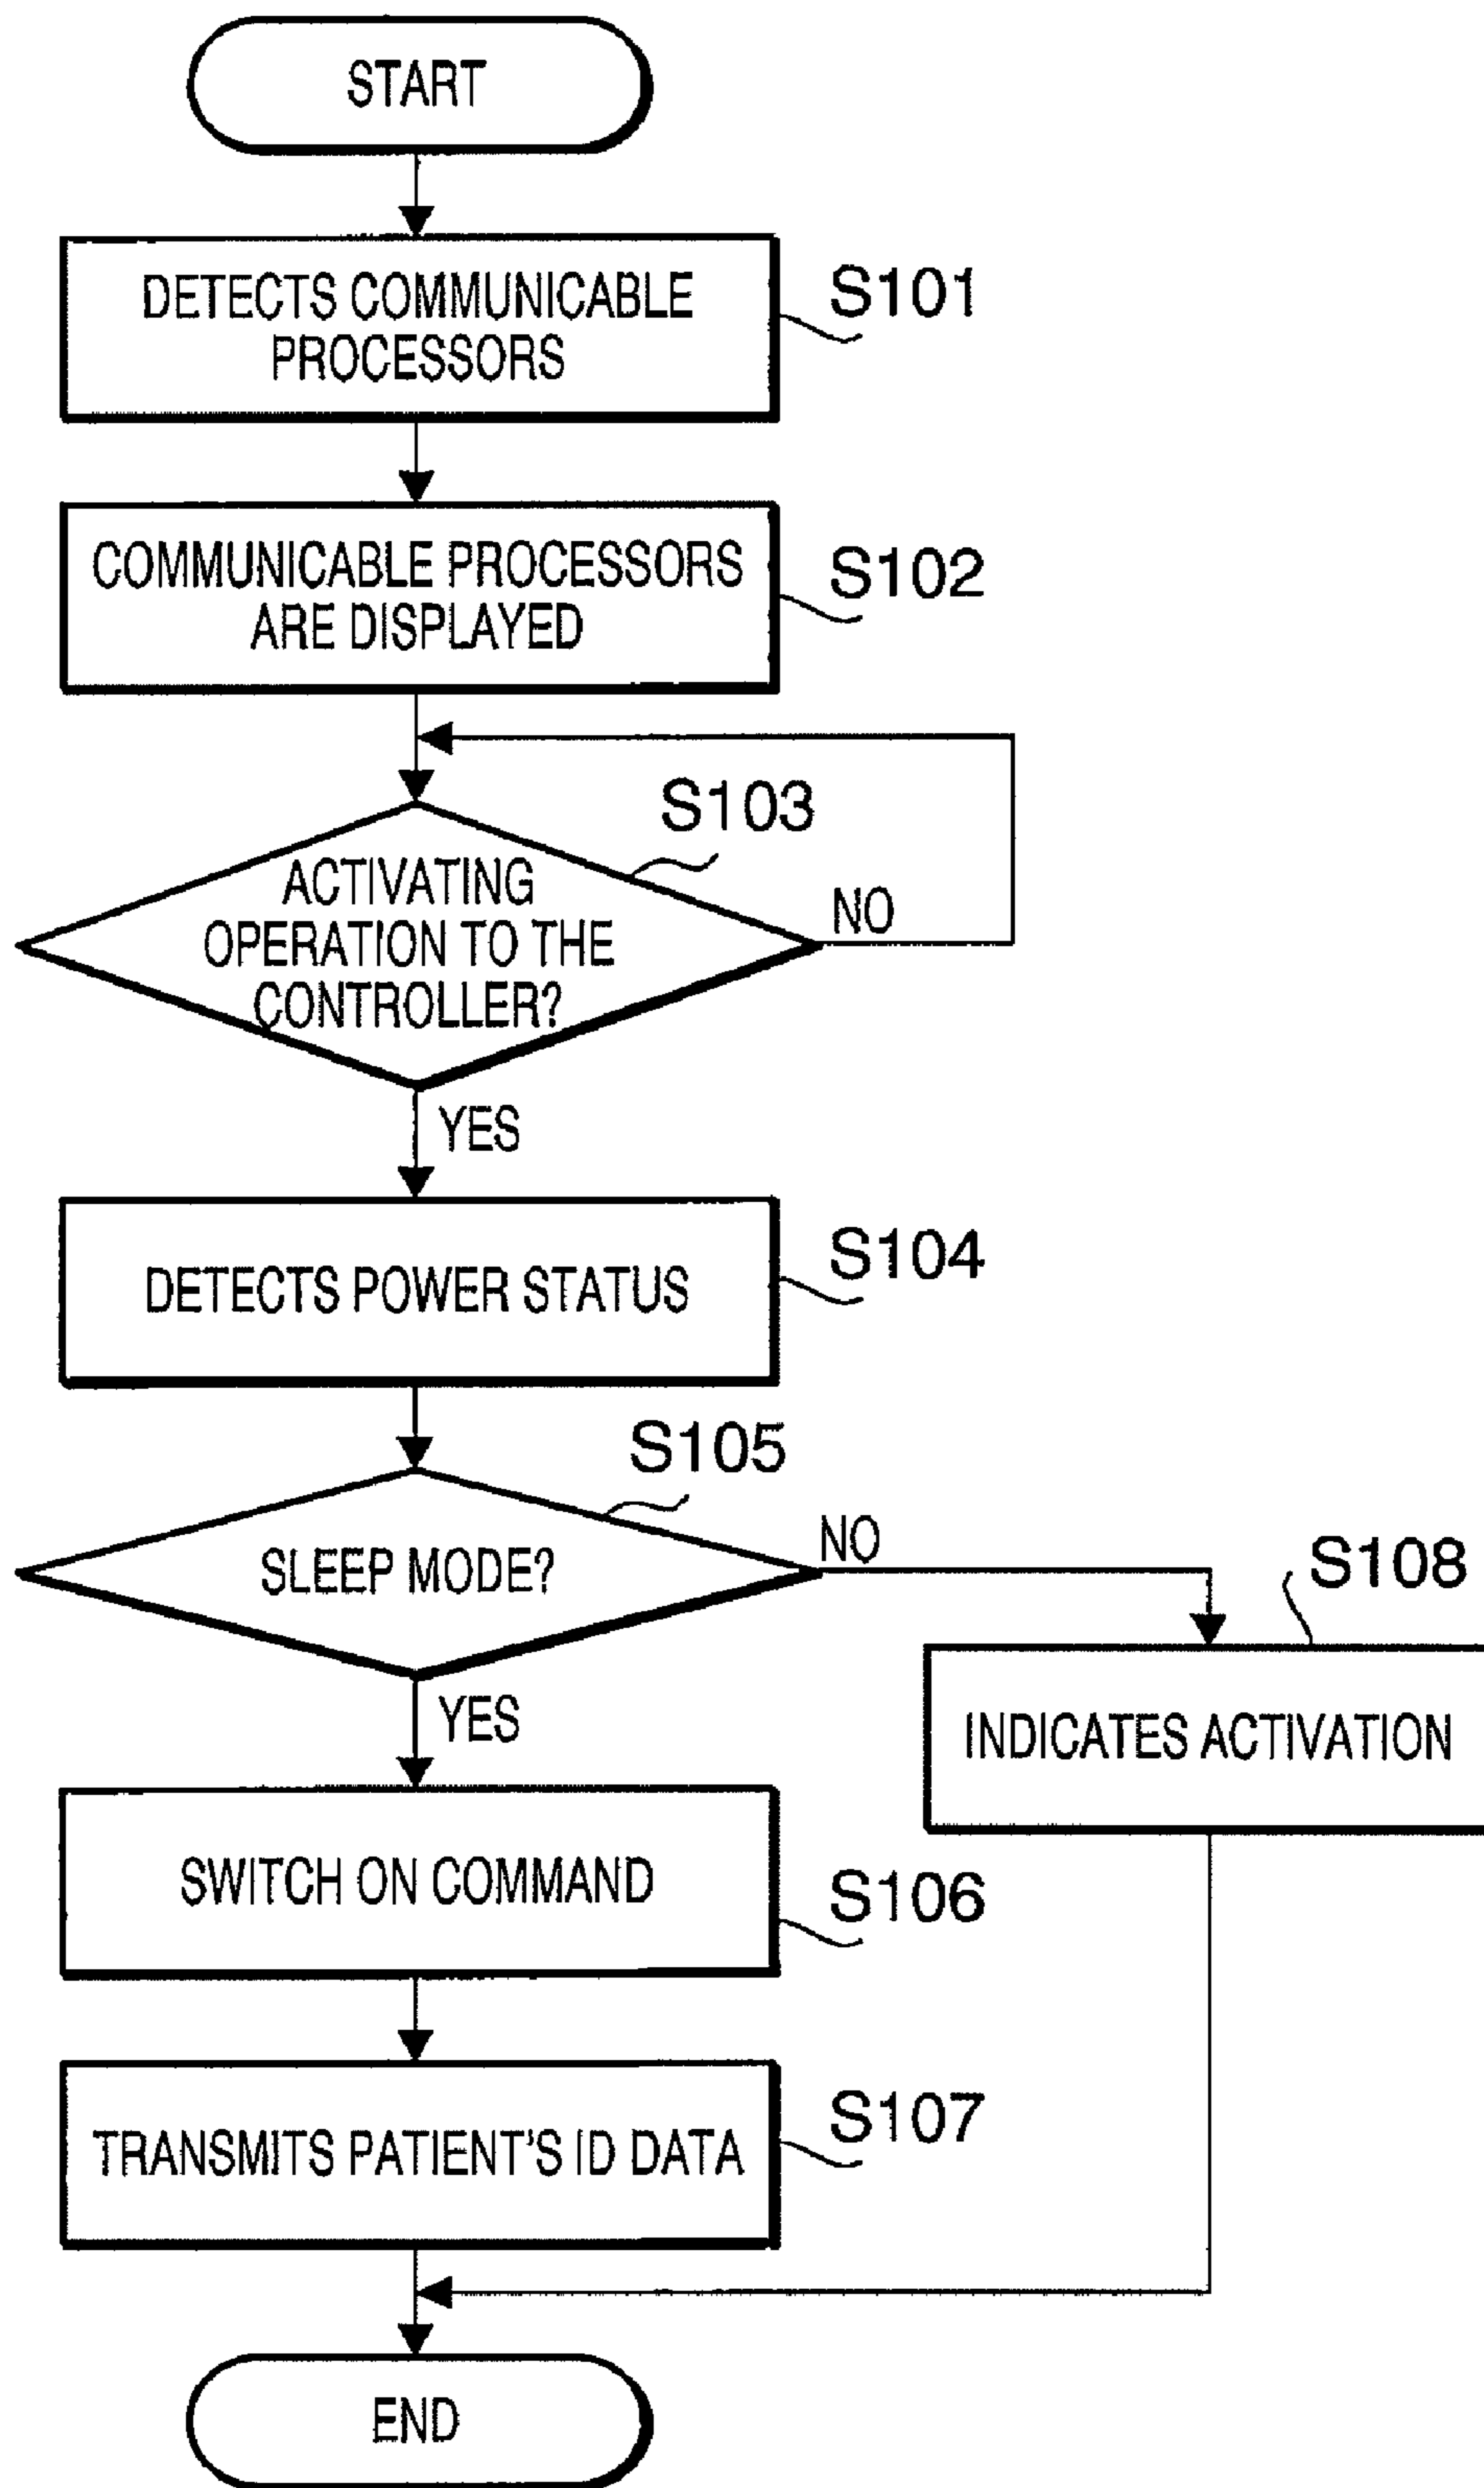 START
DETECTS COMMUNICABLE
PROCESSORS
S101
COMMUNICABLE PROCESSORS
ARE DISPLAYED
S102
S103
ACTIVATING
OPERATION TO THE
CONTROLLER?
NO
YES
DETECTS POWER STATUS
S104
S105
SLEEP MODE?
NO
S108
YES
INDICATES ACTIVATION
SWITCH ON COMMAND
S106
TRANSMITS PATIENT'S ID DATA
S107
END